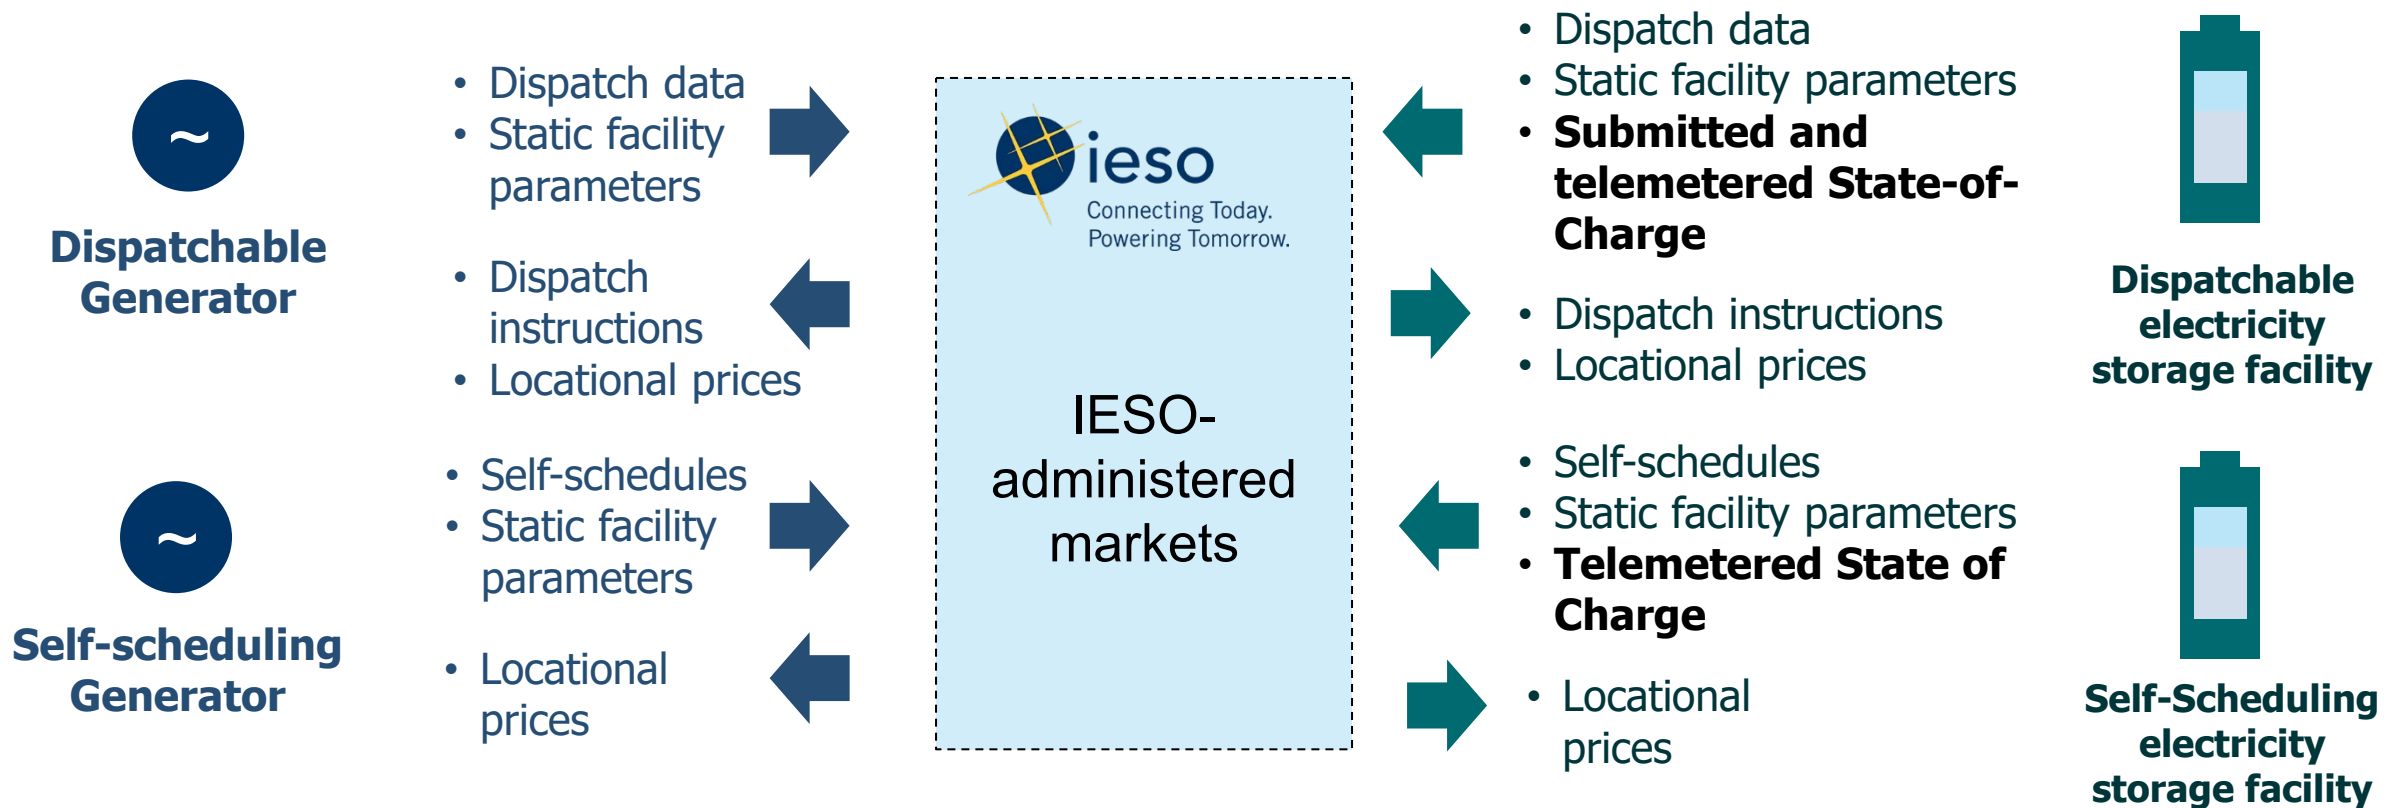 ~
Dispatchable
Generator
• Dispatch data
• Static facility
parameters
• Dispatch
instructions
• Locational prices
~
Self-scheduling
Generator
• Self-schedules
• Static facility
parameters
• Locational
prices
ieso
Connecting Today.
Powering Tomorrow.
IESO-
administered
markets
• Dispatch data
• Static facility parameters
• Submitted and
telemetered State-of-
Charge
• Dispatch instructions
• Locational prices
Dispatchable
electricity
storage facility
• Self-schedules
• Static facility parameters
• Telemetered State of
Charge
• Locational
prices
Self-Scheduling
electricity
storage facility